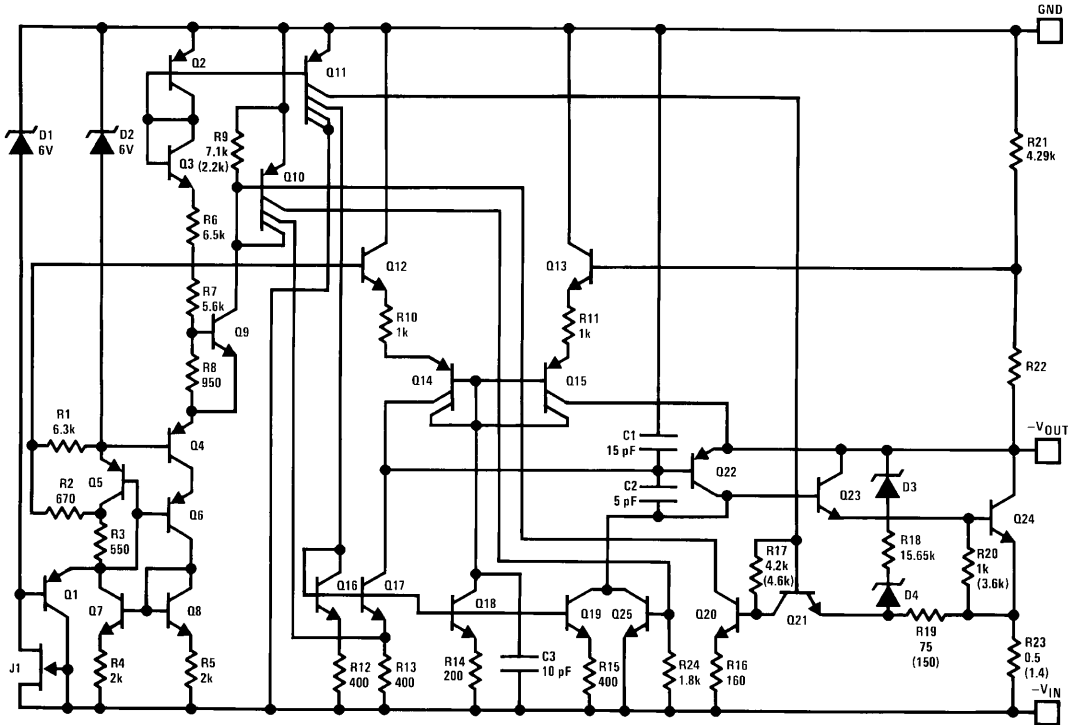 GND
Q2
Q11
D1
6V
D2
6V
R9
7.1k
(2.2k)
R21
4.29k
Q3
Q10
R6
6.5k
Q12
Q13
R7
5.6k
R10
1k
R11
1k
Q9
R8
950
Q14
Q15
R22
R1
6.3k
Q4
C1
15 pF
–VOUT
Q5
Q22
R2
670
C2
5 pF
Q23
D3
Q6
Q24
R3
550
R17
4.2k
(4.6k)
R18
15.65k
R20
1k
(3.6k)
Q1
Q7
Q8
Q16
Q17
Q18
Q19
Q25
Q20
Q21
D4
R19
75
(150)
J1
R4
2k
R5
2k
R12
400
R13
400
R14
200
C3
10 pF
R15
400
R24
1.8k
R16
160
R23
0.5
(1.4)
–VIN